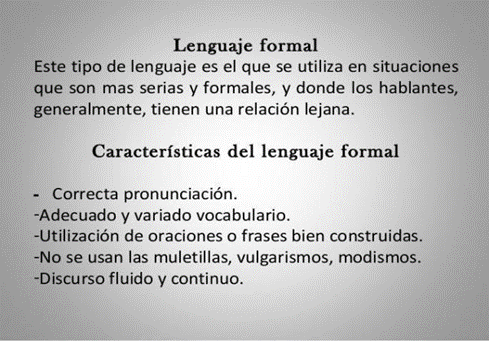 Lenguaje formal
Este tipo de lenguaje es el que se utiliza en situaciones
que son mas serias y formales, y donde los hablantes,
generalmente, tienen una relación lejana.
Características del lenguaje formal
- Correcta pronunciación.
-Adecuado y variado vocabulario.
-Utilización de oraciones o frases bien construidas.
-No se usan las muletillas, vulgarismos, modismos.
-Discurso fluido y continuo.